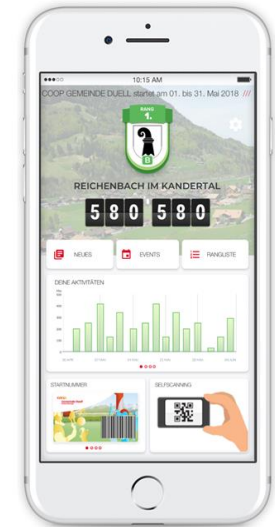 10:15 AM
COOP GEMEINDE DUELL startet am 01. bis 31. Mai 2018 ///
RANG
1.
B
REICHENBACH IM KANDERTAL
580 580
NEUES
EVENTS
RANGLISTE
DEINE AKTIVITÄTEN
STARTNUMMER
SELFSCANNING